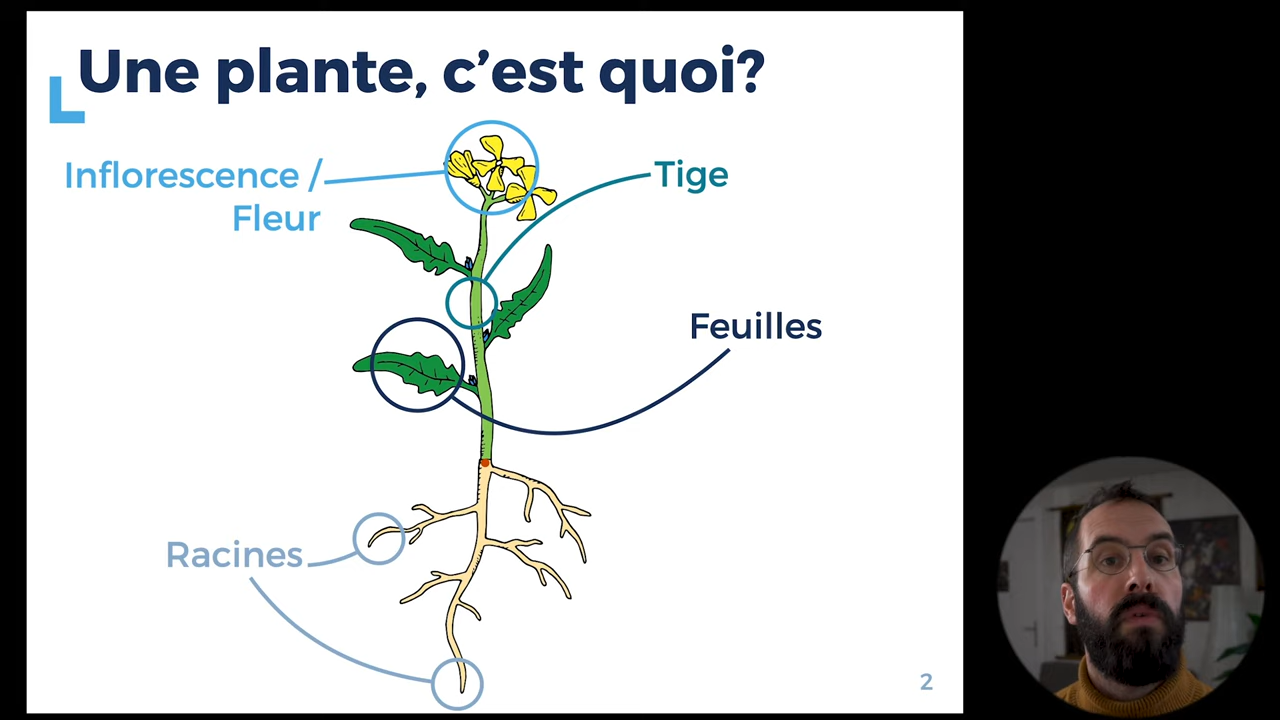 Une plante, c’est quoi?
Inflorescence /
Fleur
Tige
Feuilles
Racines
2